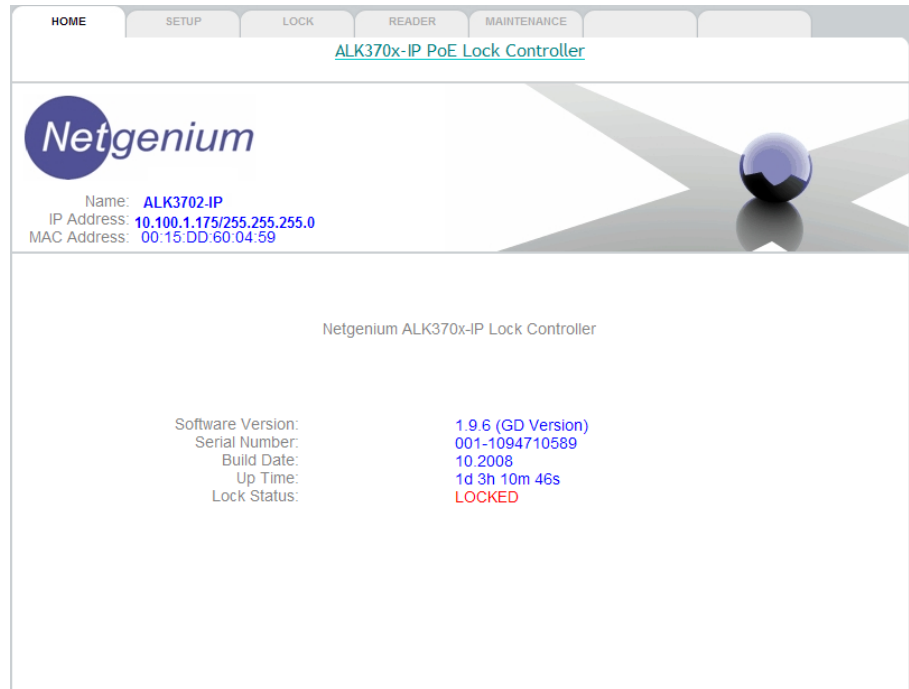 HOME SETUP LOCK READER MAINTENANCE
ALK370x-IP PoE Lock Controller
Netgenium
Name: ALK3702-IP
IP Address: 10.100.1.175/255.255.255.0
MAC Address: 00:15:DD:60:04:59
Netgenium ALK370x-IP Lock Controller
Software Version: 1.9.6 (GD Version)
Serial Number: 001-1094710589
Build Date: 10.2008
Up Time: 1d 3h 10m 46s
Lock Status: LOCKED